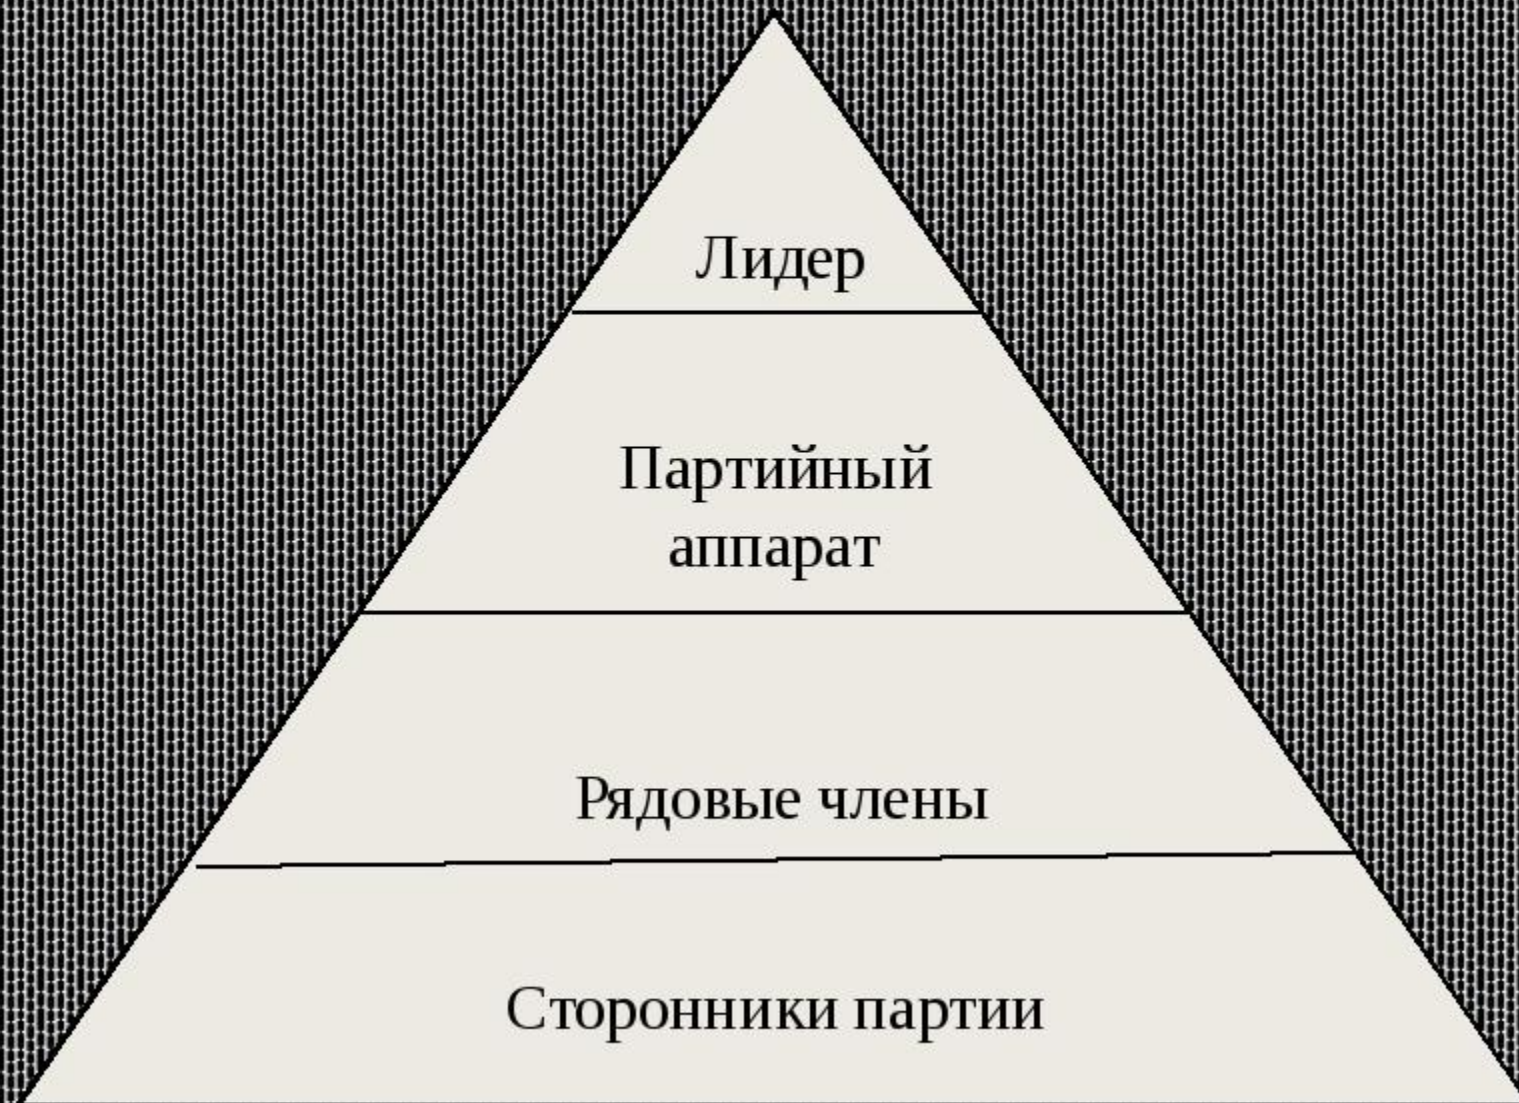 Лидер
Партийный
аппарат
Рядовые члены
Сторонники партии